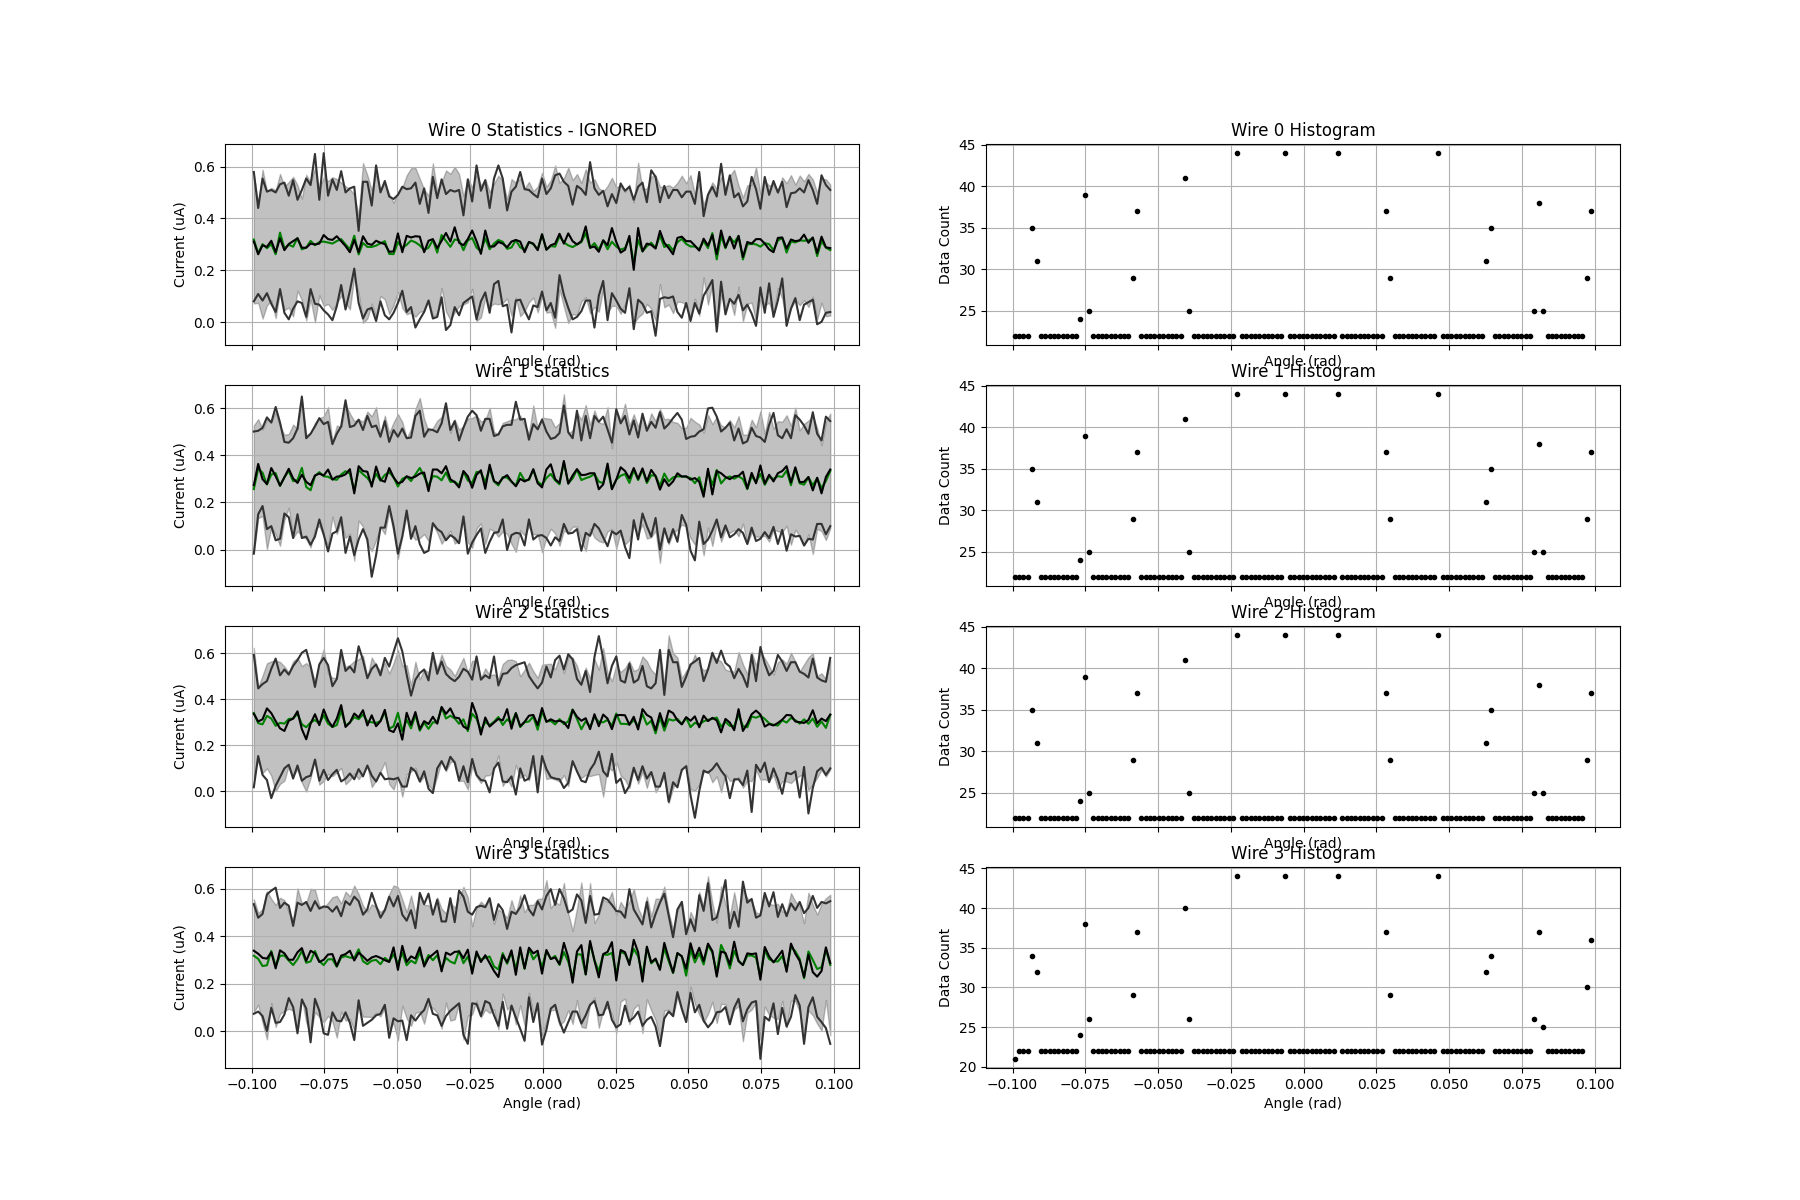 Wire 0 Statistics - IGNORED
Current (uA)
0.6
0.4
0.2
0.0
Angle (rad)
Wire 0 Histogram
Data Count
45
40
35
30
25
Angle (rad)
Wire 1 Statistics
Current (uA)
0.6
0.4
0.2
0.0
Angle (rad)
Wire 1 Histogram
Data Count
45
40
35
30
25
Angle (rad)
Wire 2 Statistics
Current (uA)
0.6
0.4
0.2
0.0
Angle (rad)
Wire 2 Histogram
Data Count
45
40
35
30
25
Angle (rad)
Wire 3 Statistics
Current (uA)
0.6
0.4
0.2
0.0
−0.100 −0.075 −0.050 −0.025 0.000 0.025 0.050 0.075 0.100
Angle (rad)
Wire 3 Histogram
Data Count
45
40
35
30
25
20
−0.100 −0.075 −0.050 −0.025 0.000 0.025 0.050 0.075 0.100
Angle (rad)